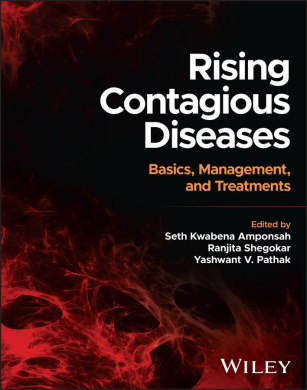 Rising
Contagious
Diseases
Basics, Management,
and Treatments
Edited by
Seth Kwabena Amponsah
Ranjita Shegokar
Yashwant V. Pathak
WILEY